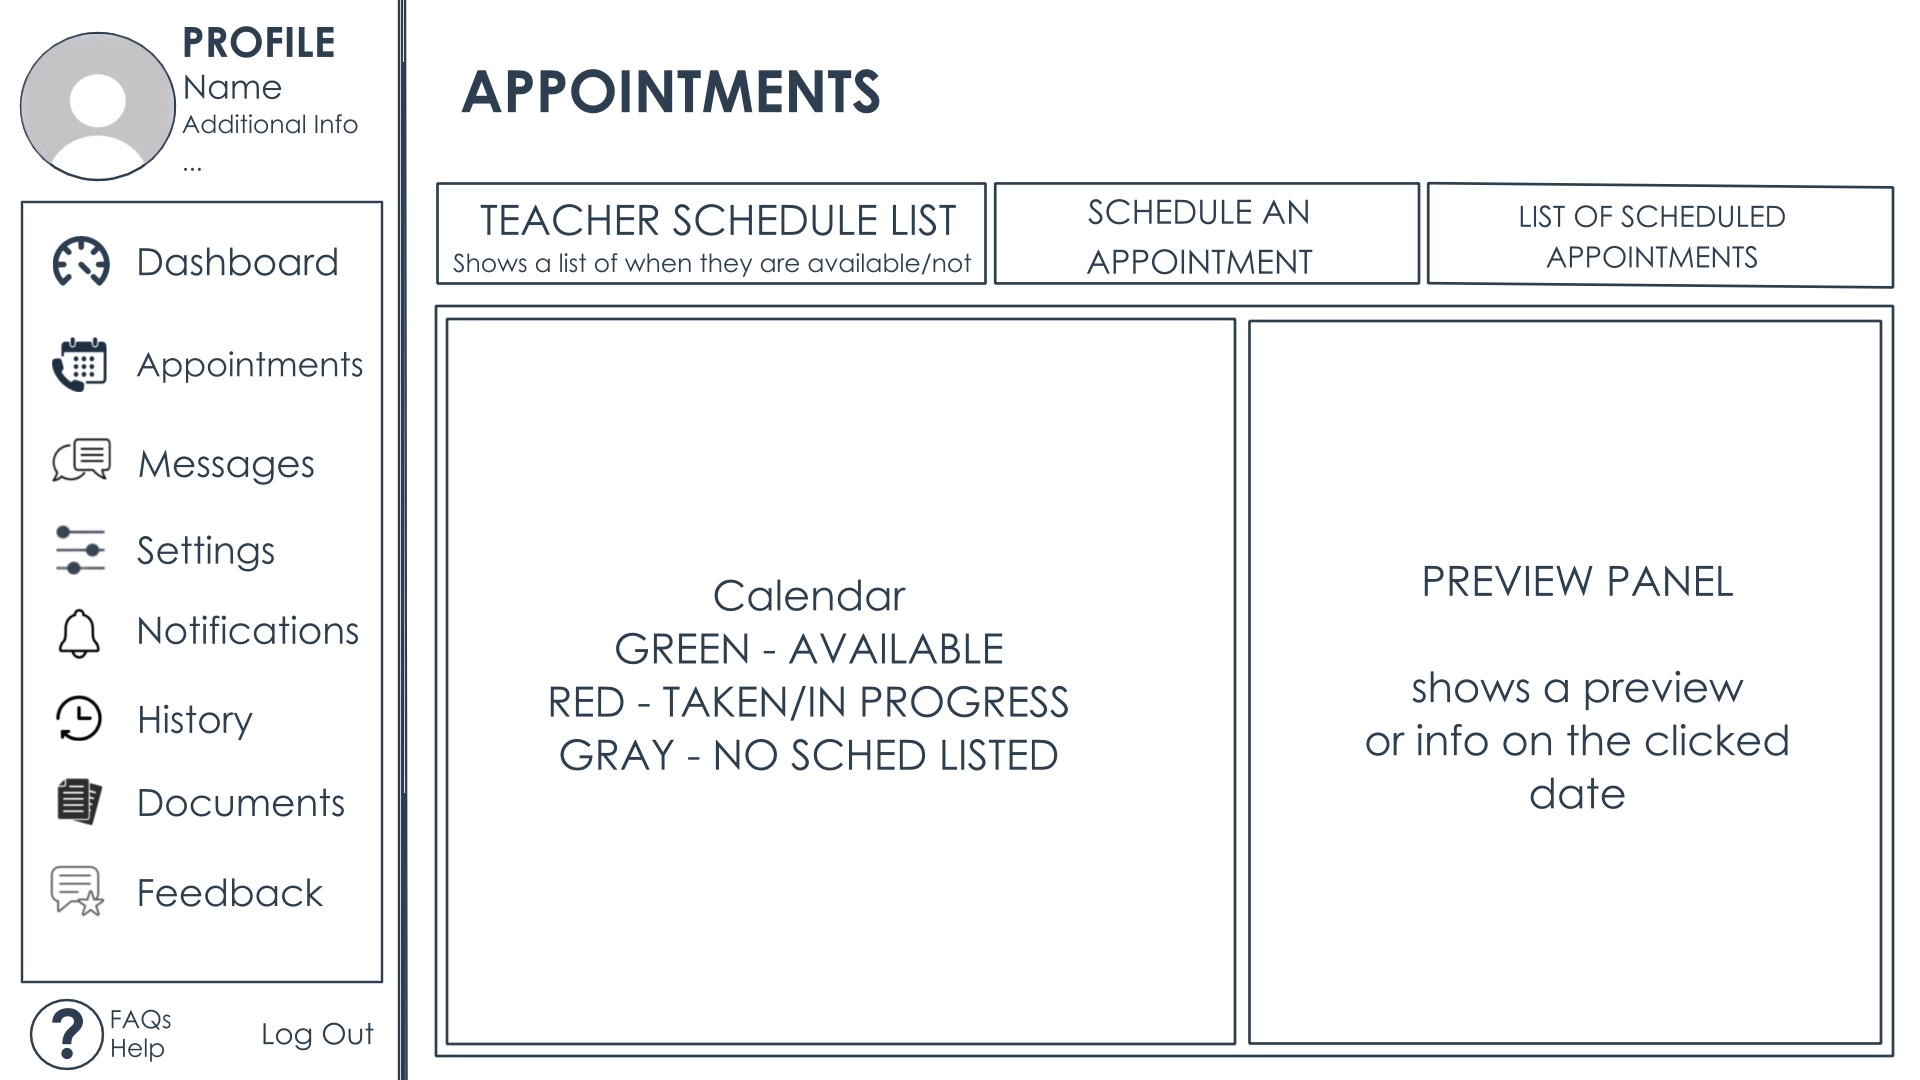 PROFILE
Name
Additional Info
...
Dashboard
Appointments
Messages
Settings
Notifications
History
Documents
Feedback
?
FAQs
Help
Log Out
APPOINTMENTS
TEACHER SCHEDULE LIST
Shows a list of when they are available/not
SCHEDULE AN
APPOINTMENT
LIST OF SCHEDULED
APPOINTMENTS
Calendar
GREEN - AVAILABLE
RED - TAKEN/IN PROGRESS
GRAY - NO SCHED LISTED
PREVIEW PANEL
shows a preview
or info on the clicked
date